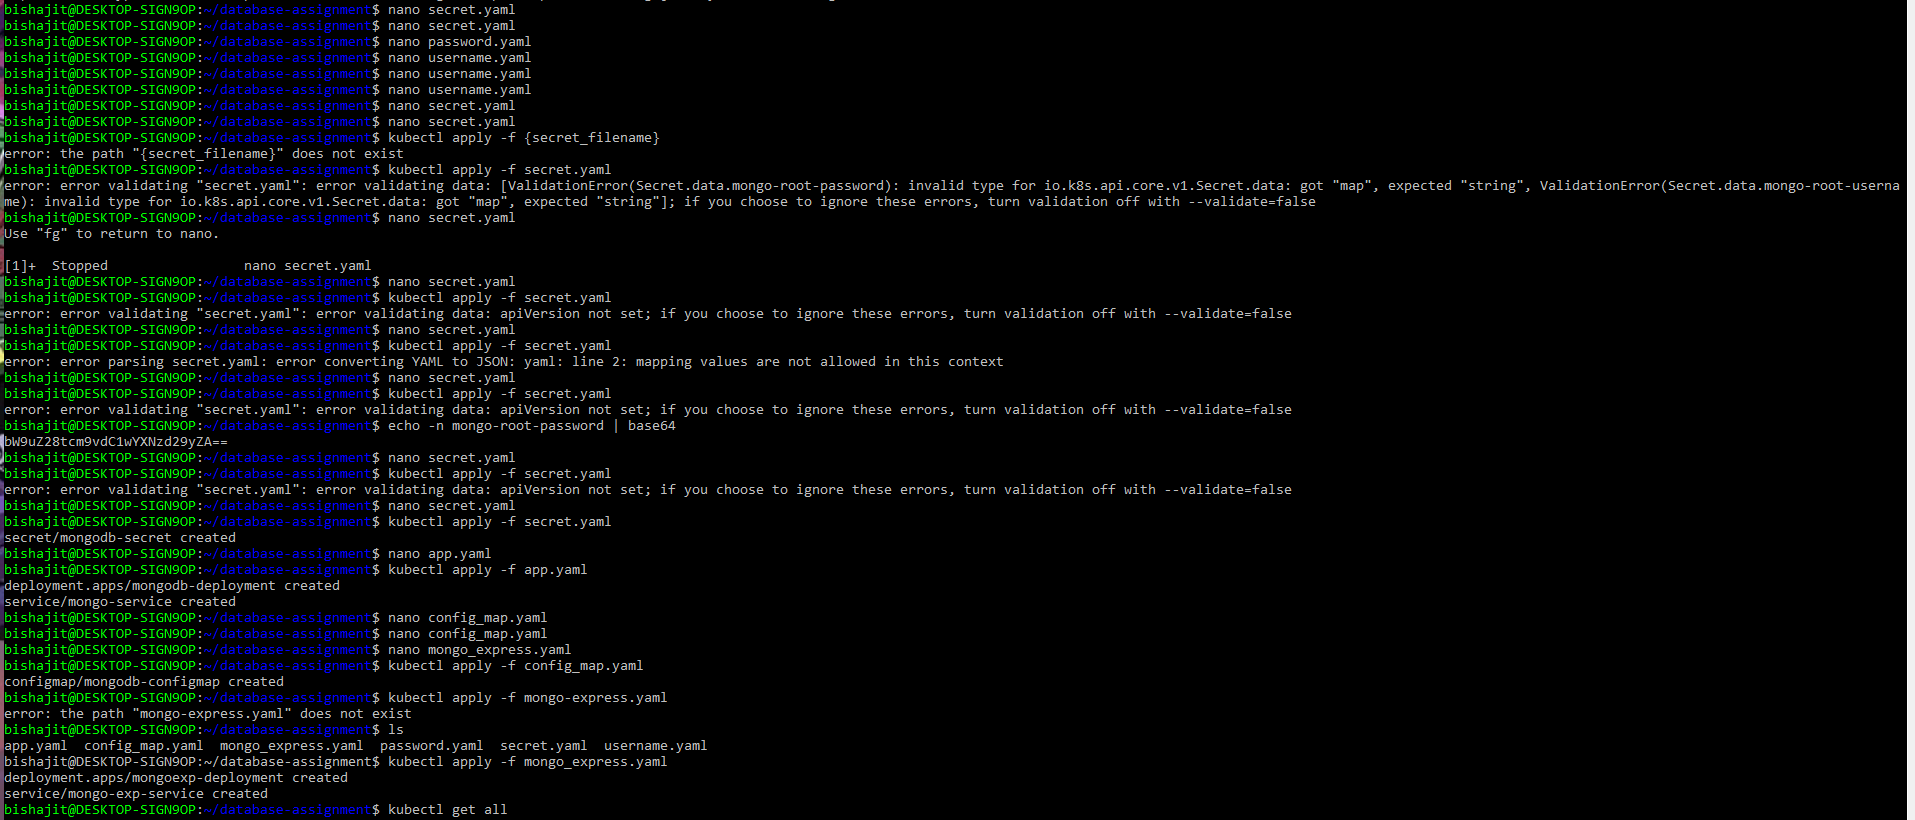 bishajit@DESKTOP-SIGN9OP:~/database-assignment$ nano secret.yaml
bishajit@DESKTOP-SIGN9OP:~/database-assignment$ nano secret.yaml
bishajit@DESKTOP-SIGN9OP:~/database-assignment$ nano password.yaml
bishajit@DESKTOP-SIGN9OP:~/database-assignment$ nano username.yaml
bishajit@DESKTOP-SIGN9OP:~/database-assignment$ nano username.yaml
bishajit@DESKTOP-SIGN9OP:~/database-assignment$ nano username.yaml
bishajit@DESKTOP-SIGN9OP:~/database-assignment$ nano secret.yaml
bishajit@DESKTOP-SIGN9OP:~/database-assignment$ nano secret.yaml
bishajit@DESKTOP-SIGN9OP:~/database-assignment$ kubectl apply -f {secret_filename}
error: the path "{secret_filename}" does not exist
bishajit@DESKTOP-SIGN9OP:~/database-assignment$ kubectl apply -f secret.yaml
error: error validating "secret.yaml": error validating data: [ValidationError(Secret.data.mongo-root-password): invalid type for io.k8s.api.core.v1.Secret.data: got "map", expected "string", ValidationError(Secret.data.mongo-root-userna
me): invalid type for io.k8s.api.core.v1.Secret.data: got "map", expected "string"]; if you choose to ignore these errors, turn validation off with --validate=false
bishajit@DESKTOP-SIGN9OP:~/database-assignment$ nano secret.yaml
Use "fg" to return to nano.
[1]+  Stopped                 nano secret.yaml
bishajit@DESKTOP-SIGN9OP:~/database-assignment$ nano secret.yaml
bishajit@DESKTOP-SIGN9OP:~/database-assignment$ kubectl apply -f secret.yaml
error: error validating "secret.yaml": error validating data: apiVersion not set; if you choose to ignore these errors, turn validation off with --validate=false
bishajit@DESKTOP-SIGN9OP:~/database-assignment$ nano secret.yaml
bishajit@DESKTOP-SIGN9OP:~/database-assignment$ kubectl apply -f secret.yaml
error: error parsing secret.yaml: error converting YAML to JSON: yaml: line 2: mapping values are not allowed in this context
bishajit@DESKTOP-SIGN9OP:~/database-assignment$ nano secret.yaml
bishajit@DESKTOP-SIGN9OP:~/database-assignment$ kubectl apply -f secret.yaml
error: error validating "secret.yaml": error validating data: apiVersion not set; if you choose to ignore these errors, turn validation off with --validate=false
bishajit@DESKTOP-SIGN9OP:~/database-assignment$ echo -n mongo-root-password | base64
bW9uZ28tcm9vdC1wYXNzd29yZA==
bishajit@DESKTOP-SIGN9OP:~/database-assignment$ nano secret.yaml
bishajit@DESKTOP-SIGN9OP:~/database-assignment$ kubectl apply -f secret.yaml
error: error validating "secret.yaml": error validating data: apiVersion not set; if you choose to ignore these errors, turn validation off with --validate=false
bishajit@DESKTOP-SIGN9OP:~/database-assignment$ nano secret.yaml
bishajit@DESKTOP-SIGN9OP:~/database-assignment$ kubectl apply -f secret.yaml
secret/mongodb-secret created
bishajit@DESKTOP-SIGN9OP:~/database-assignment$ nano app.yaml
bishajit@DESKTOP-SIGN9OP:~/database-assignment$ kubectl apply -f app.yaml
deployment.apps/mongodb-deployment created
service/mongo-service created
bishajit@DESKTOP-SIGN9OP:~/database-assignment$ nano config_map.yaml
bishajit@DESKTOP-SIGN9OP:~/database-assignment$ nano config_map.yaml
bishajit@DESKTOP-SIGN9OP:~/database-assignment$ nano mongo_express.yaml
bishajit@DESKTOP-SIGN9OP:~/database-assignment$ kubectl apply -f config_map.yaml
configmap/mongodb-configmap created
bishajit@DESKTOP-SIGN9OP:~/database-assignment$ kubectl apply -f mongo-express.yaml
error: the path "mongo-express.yaml" does not exist
bishajit@DESKTOP-SIGN9OP:~/database-assignment$ ls
app.yaml  config_map.yaml  mongo_express.yaml  password.yaml  secret.yaml  username.yaml
bishajit@DESKTOP-SIGN9OP:~/database-assignment$ kubectl apply -f mongo_express.yaml
deployment.apps/mongoexp-deployment created
service/mongo-exp-service created
bishajit@DESKTOP-SIGN9OP:~/database-assignment$ kubectl get all